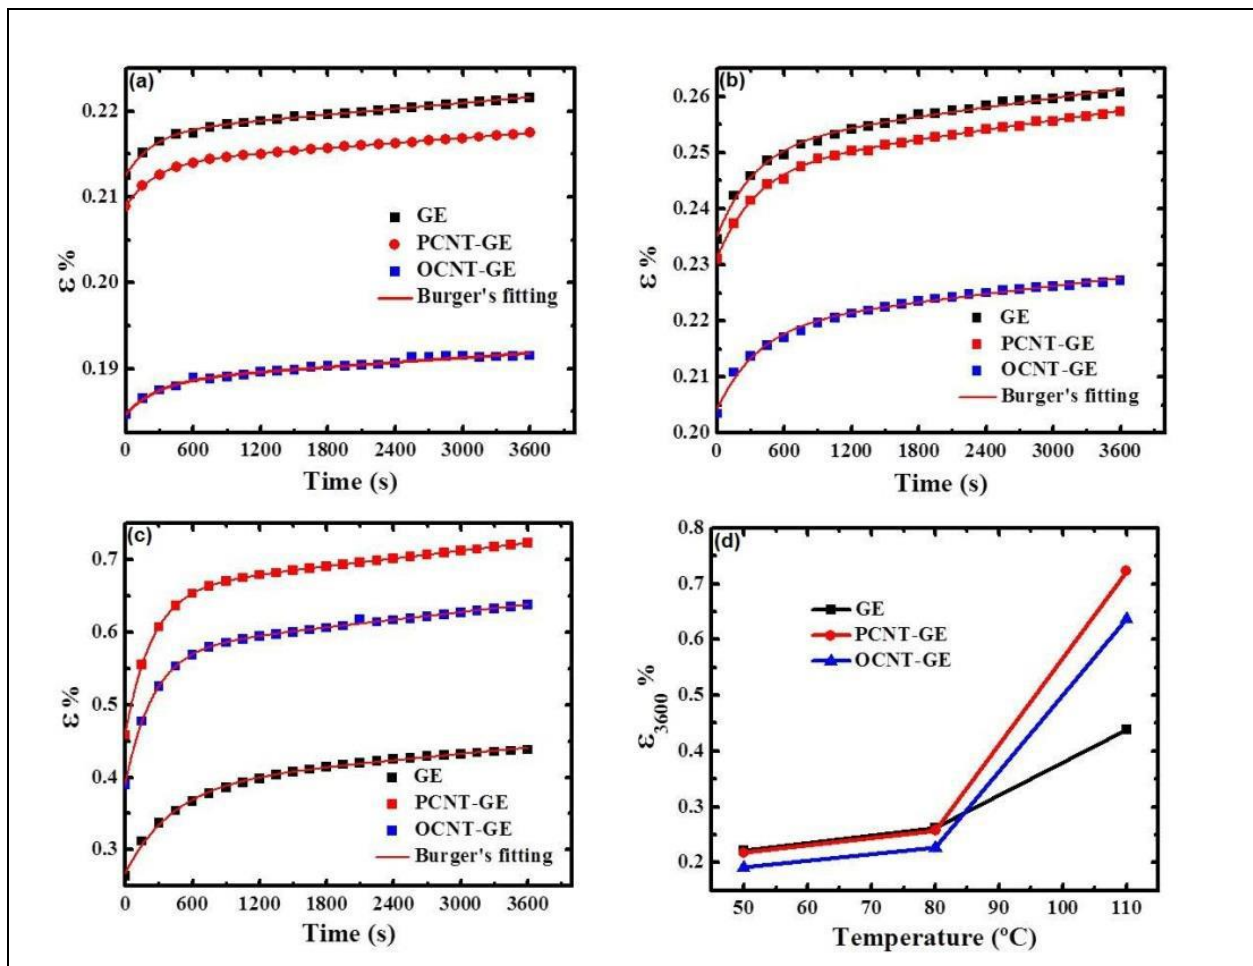 (a)
0.22
0.21
0.20
0.19
ε %
GE
PCNT-GE
OCNT-GE
Burger's fitting
0 600 1200 1800 2400 3000 3600
Time (s)
(b)
0.26
0.25
0.24
0.23
0.22
0.21
0.20
ε %
GE
PCNT-GE
OCNT-GE
Burger's fitting
0 600 1200 1800 2400 3000 3600
Time (s)
(c)
0.7
0.6
0.5
0.4
0.3
ε %
GE
PCNT-GE
OCNT-GE
Burger's fitting
0 600 1200 1800 2400 3000 3600
Time (s)
(d)
0.8
0.7
0.6
0.5
0.4
0.3
0.2
ε3600 %
GE
PCNT-GE
OCNT-GE
50 60 70 80 90 100 110
Temperature (ºC)